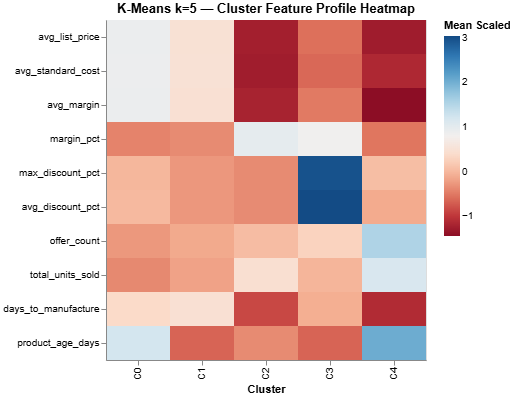 K-Means k=5 — Cluster Feature Profile Heatmap
Mean Scaled
avg_list_price
avg_standard_cost
avg_margin
margin_pct
max_discount_pct
avg_discount_pct
offer_count
total_units_sold
days_to_manufacture
product_age_days
3
2
1
0
−1
C0
C1
C2
C3
C4
Cluster